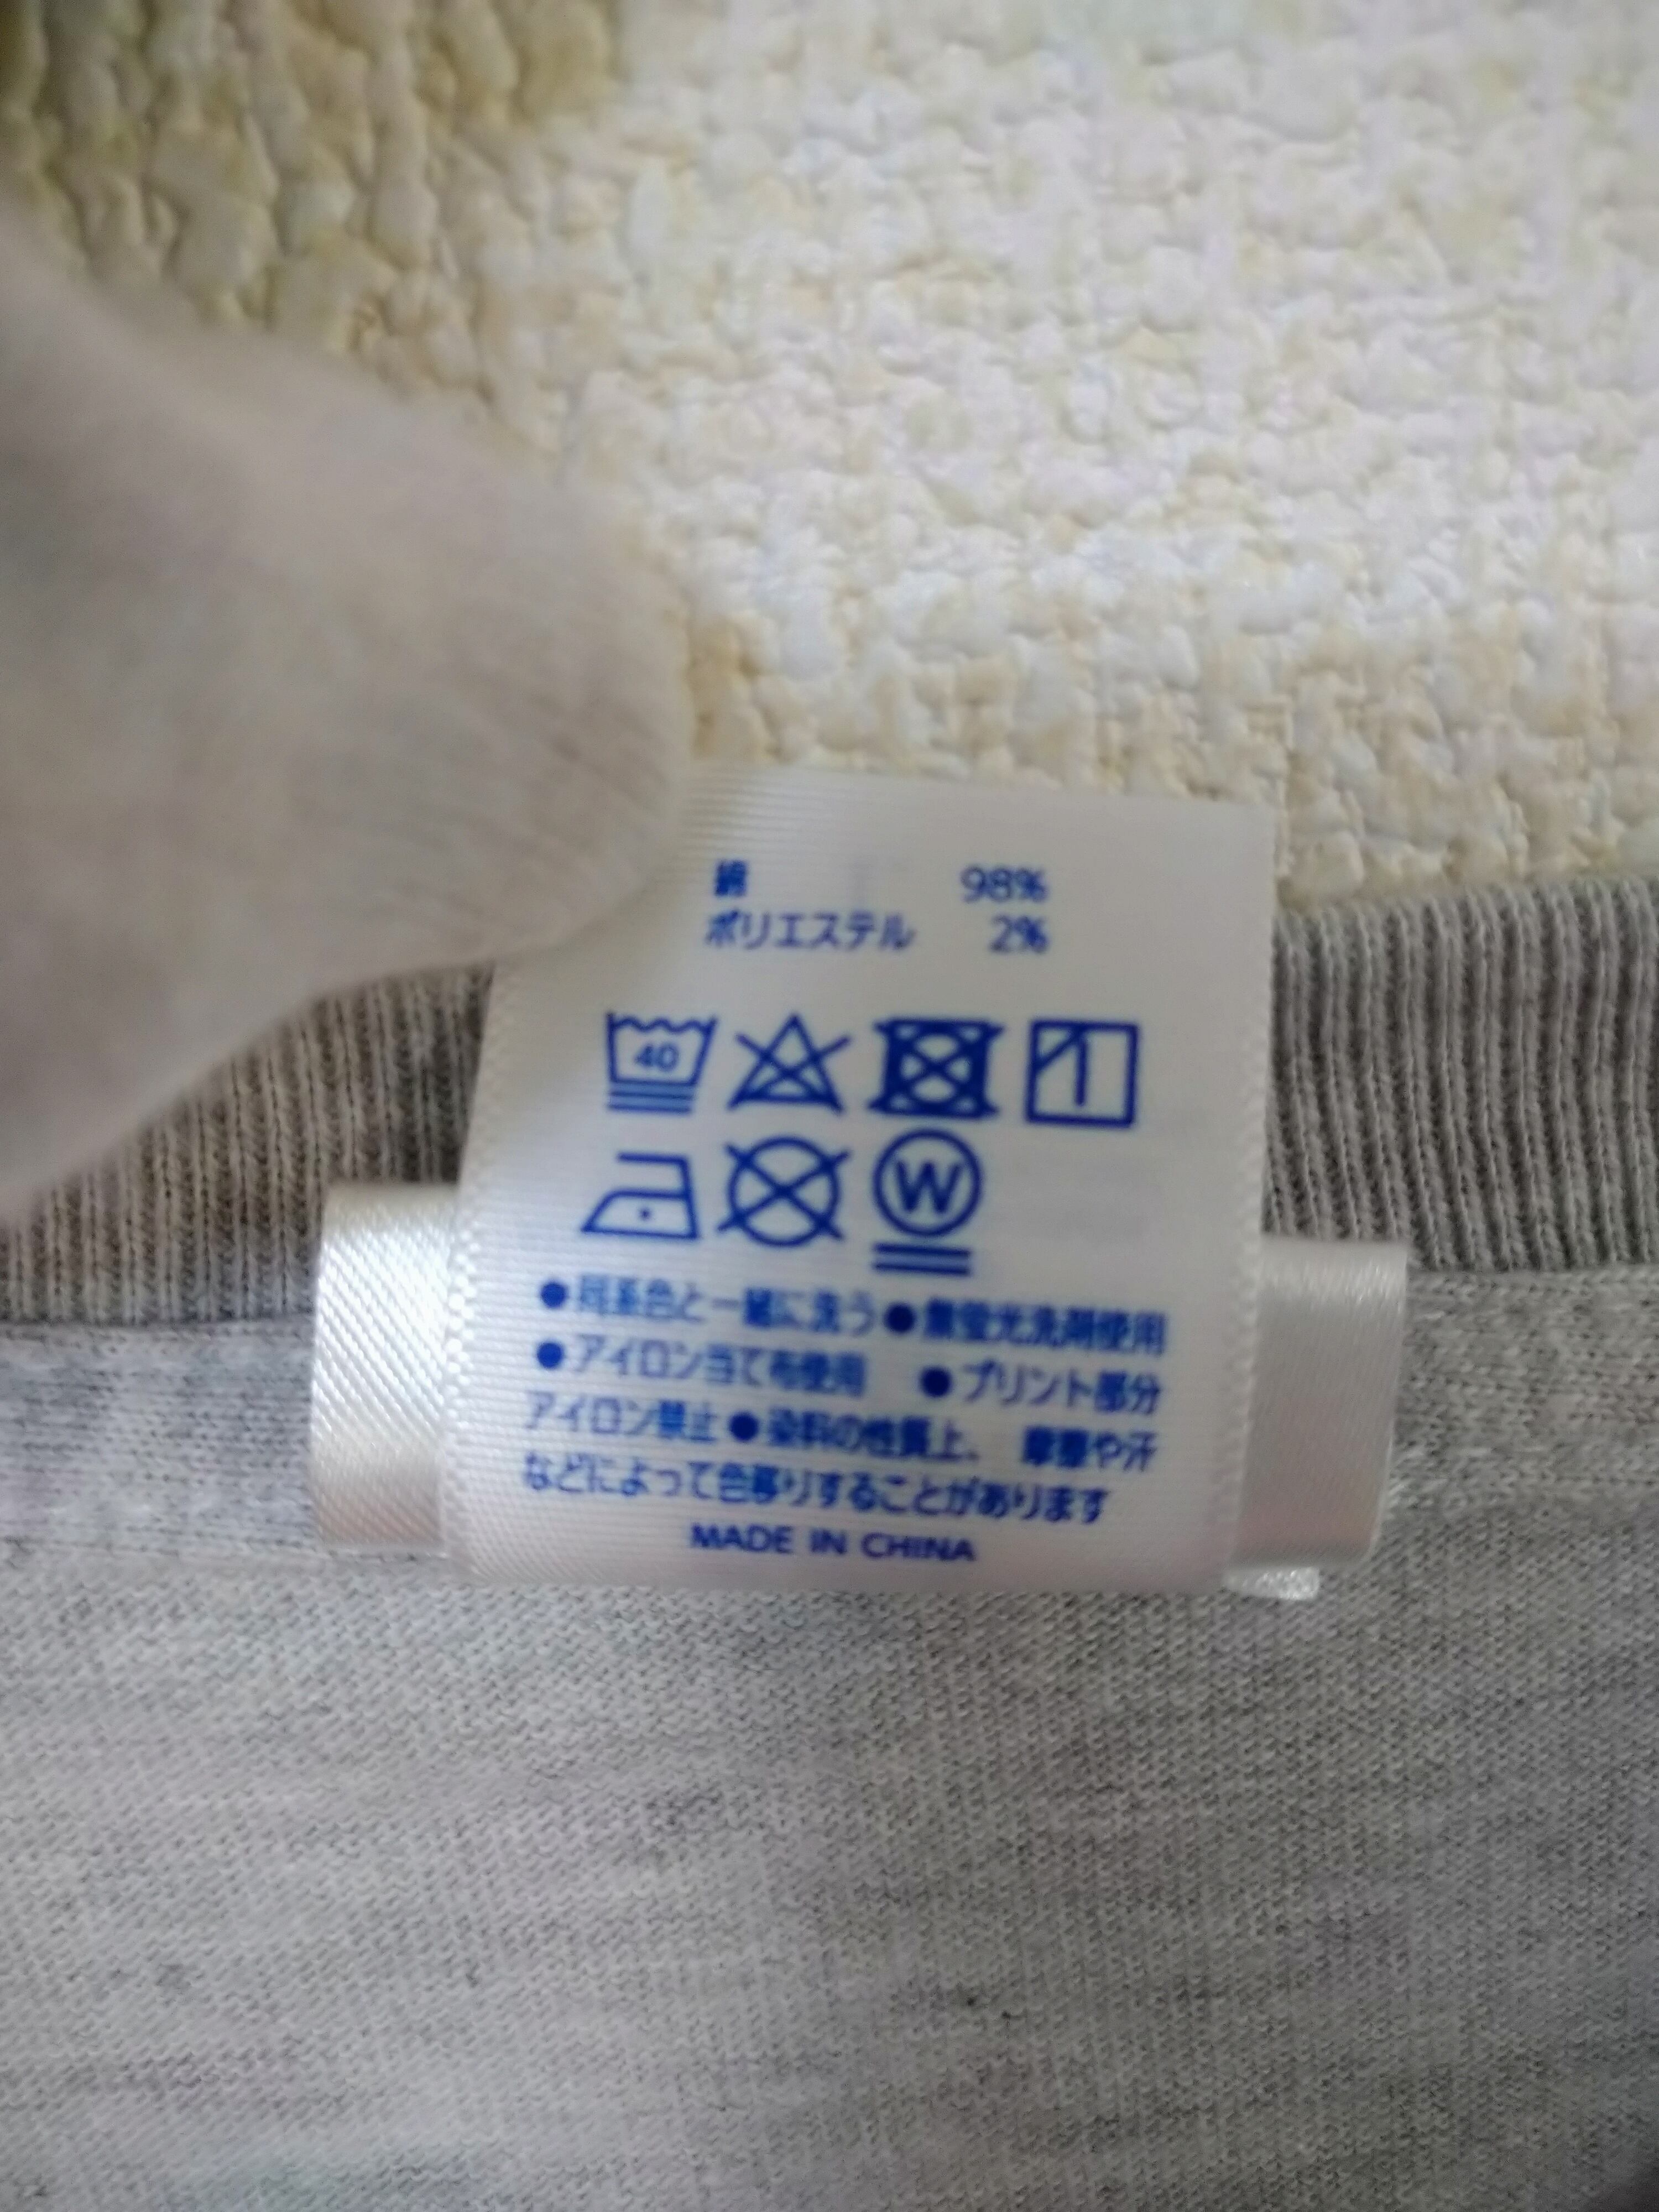 綿 98%
ポリエステル 2%
40
W
●同系色と一緒に洗う●無蛍光洗剤使用
●アイロン当て布使用 ●プリント部分
アイロン禁止●染料の性質上、摩擦や汗
などによって色移りすることがあります
MADE IN CHINA